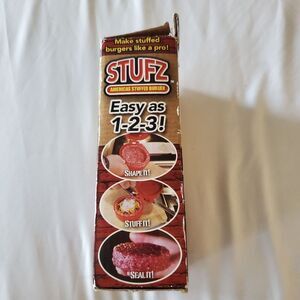 Make stuffed
burgers like a pro!
STUFZ
AMERICAS STUFFED BURGER
Easy as
1-2-3!
SHAPE IT!
STUFF IT!
SEAL IT!